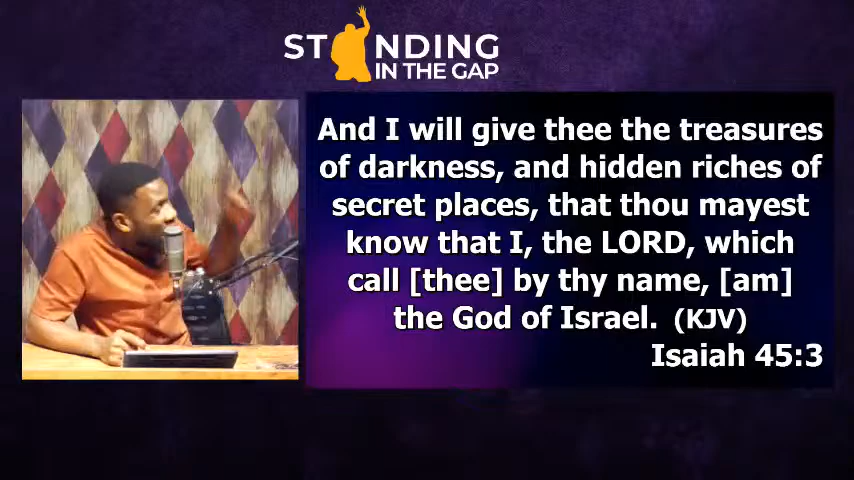 STANDING
IN THE GAP
And I will give thee the treasures
of darkness, and hidden riches of
secret places, that thou mayest
know that I, the LORD, which
call [thee] by thy name, [am]
the God of Israel. (KJV)
Isaiah 45:3